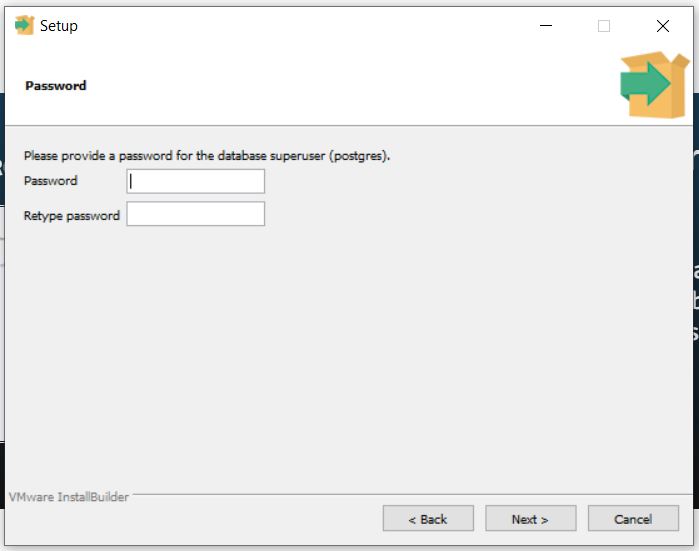 Setup
Password
Please provide a password for the database superuser (postgres).
Password
Retype password
VMware InstallBuilder
< Back
Next >
Cancel